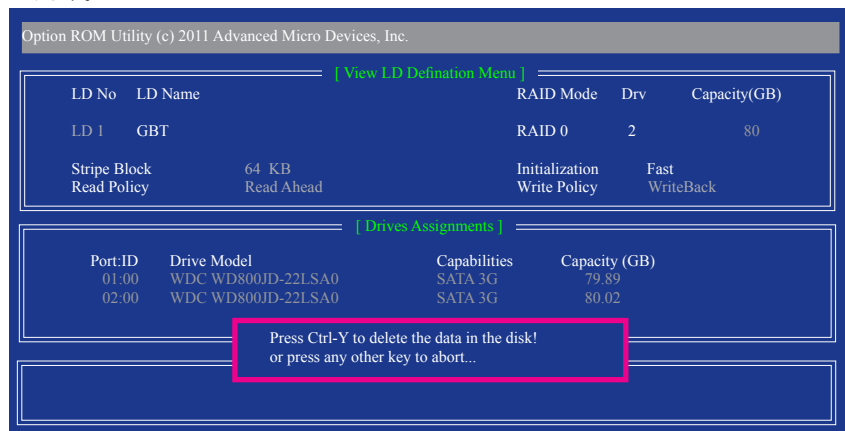 Option ROM Utility (c) 2011 Advanced Micro Devices, Inc.
[ View LD Defination Menu ]
LD No LD Name RAID Mode Drv Capacity(GB)
LD 1 GBT RAID 0 2 80
Stripe Block 64 KB Initialization Fast
Read Policy Read Ahead Write Policy WriteBack
[ Drives Assignments ]
Port:ID Drive Model Capabilities Capacity (GB)
01:00 WDC WD800JD-22LSA0 SATA 3G 79.89
02:00 WDC WD800JD-22LSA0 SATA 3G 80.02
Press Ctrl-Y to delete the data in the disk!
or press any other key to abort...